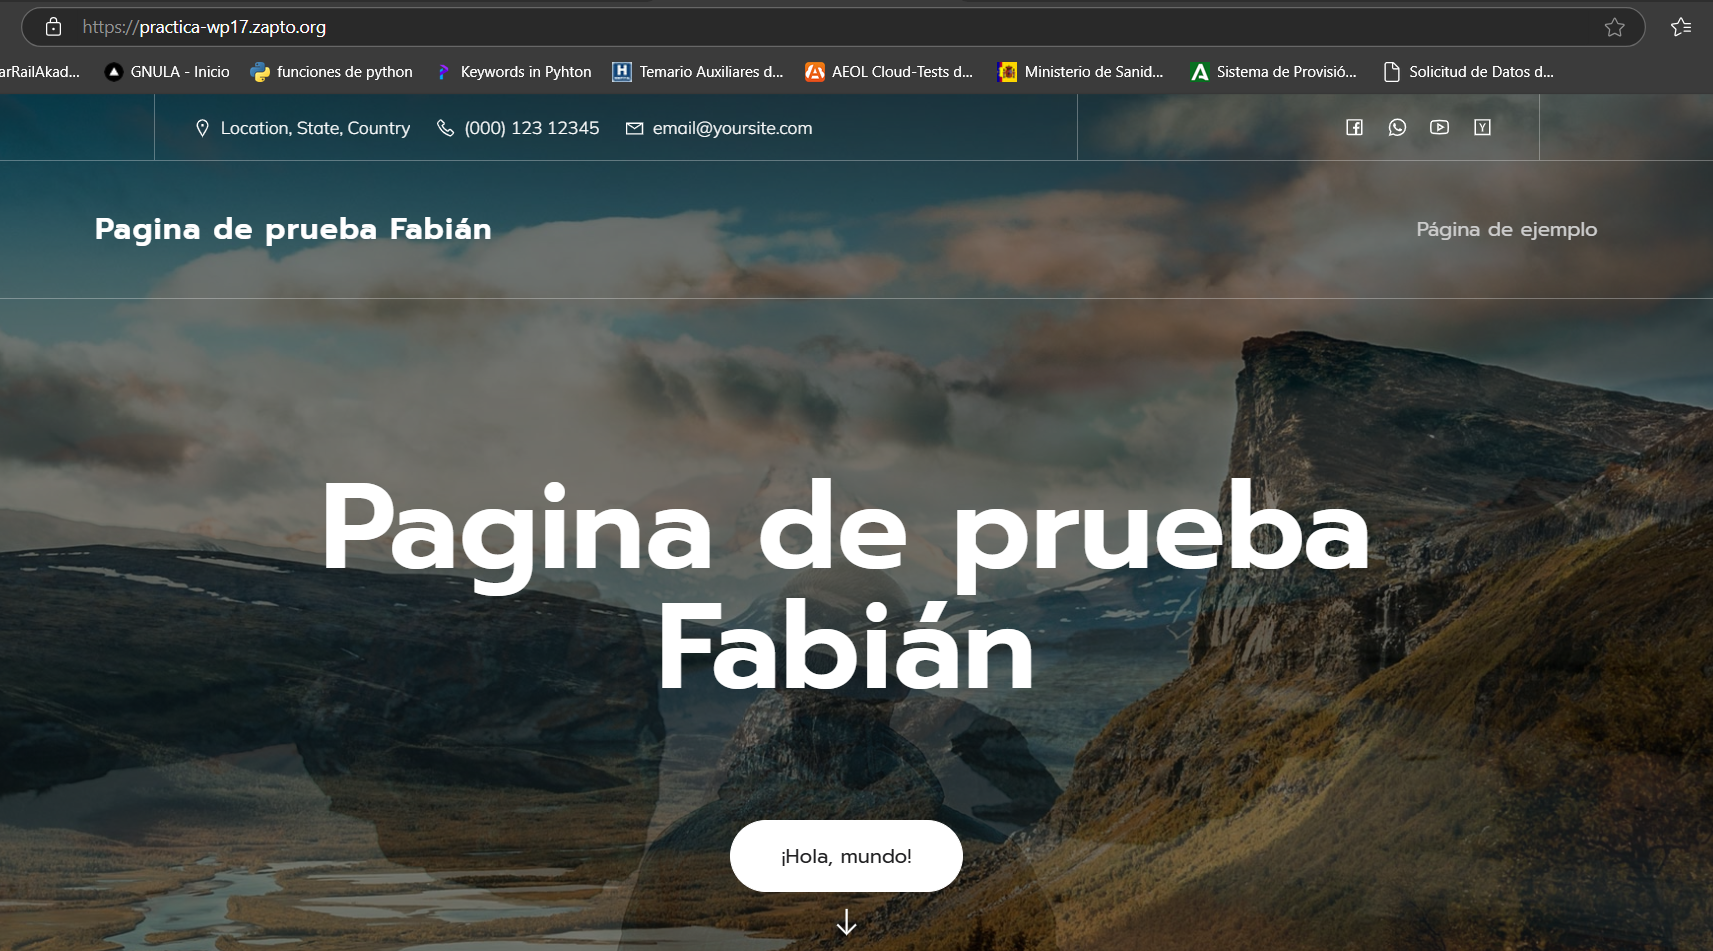 https://practica-wp17.zapto.org
arRailAkad... GNULA - Inicio funciones de python Keywords in Pyhton Temario Auxiliares d... AEOL Cloud-Tests d... Ministerio de Sanid... Sistema de Provisió... Solicitud de Datos d...
Location, State, Country (000) 123 12345 email@yoursite.com
Pagina de prueba Fabián Página de ejemplo
Pagina de prueba
Fabián
¡Hola, mundo!